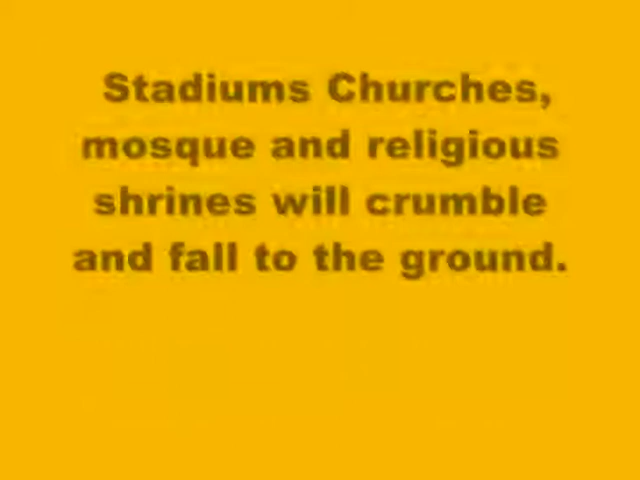 Stadiums Churches,
mosque and religious
shrines will crumble
and fall to the ground.